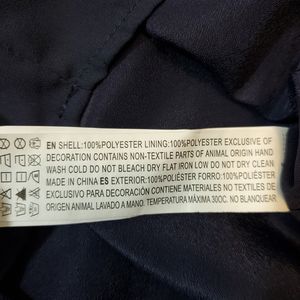 EN SHELL:100%POLYESTER LINING:100%POLYESTER EXCLUSIVE OF
DECORATION CONTAINS NON-TEXTILE PARTS OF ANIMAL ORIGIN HAND
WASH COLD DO NOT BLEACH DRY FLAT IRON LOW DO NOT DRY CLEAN
MADE IN CHINA ES EXTERIOR:100%POLIÉSTER FORRO:100%POLIÉSTER
EXCLUSIVO PARA DECORACIÓN CONTIENE MATERIALES NO TEXTILES DE
ORIGEN ANIMAL LAVADO A MANO. TEMPERATURA MÁXIMA 30OC. NO BLANQUEAR